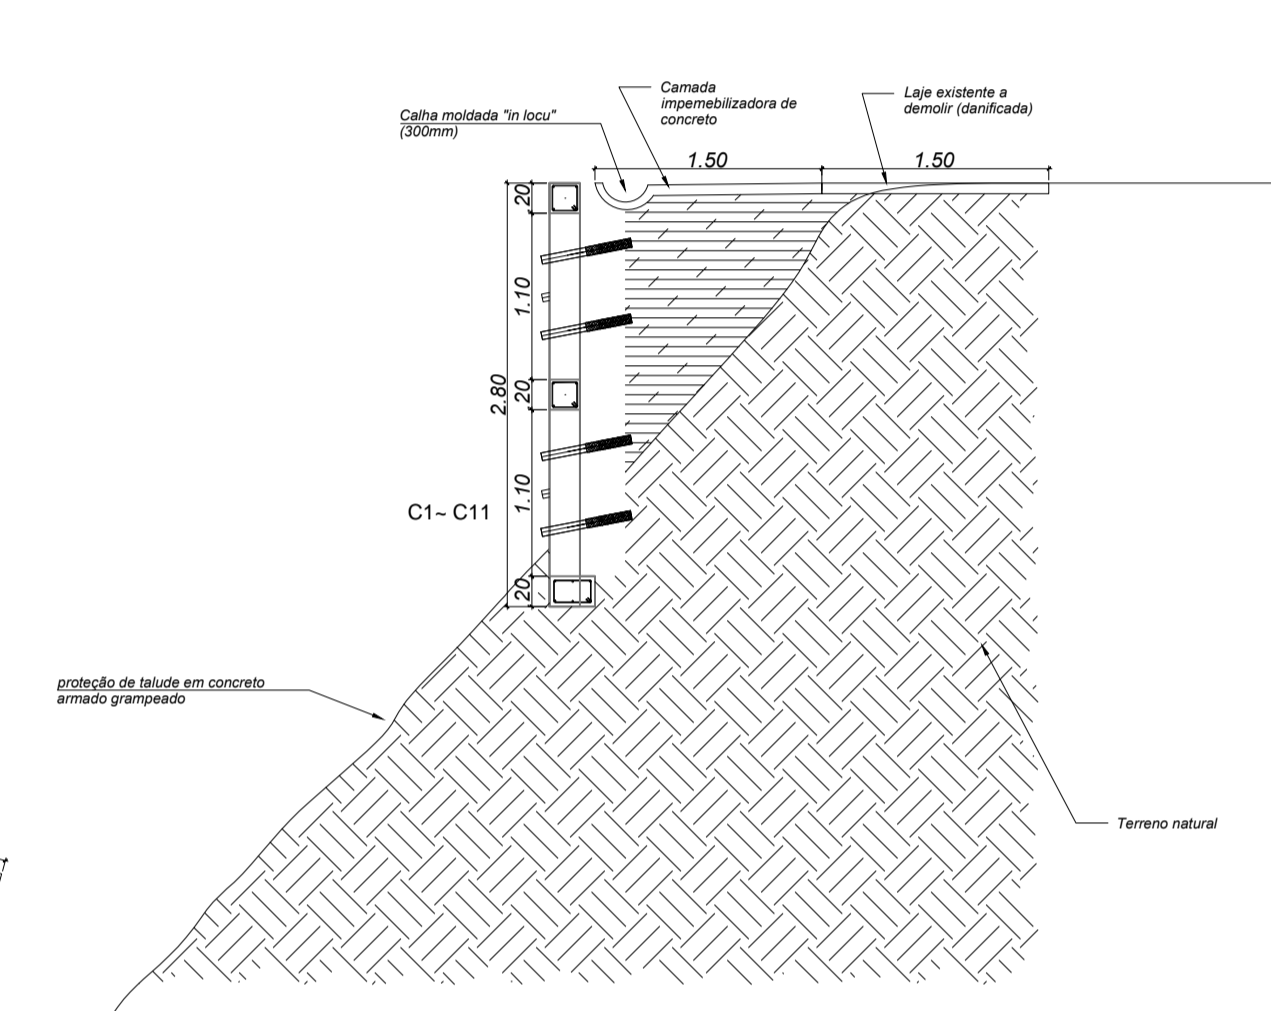 Camada
impemebilizadora de
concreto
Laje existente a
demolir (danificada)
Calha moldada "in locu"
(300mm)
1.50
1.50
20
1.10
20
2.80
1.10
C1~ C11
20
proteção de talude em concreto
armado grampeado
Terreno natural